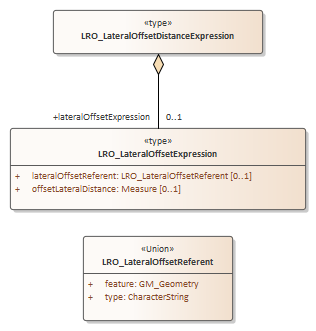 «type»
LRO_LateralOffsetDistanceExpression
+lateralOffsetExpression 0..1
«type»
LRO_LateralOffsetExpression
+ lateralOffsetReferent: LRO_LateralOffsetReferent [0..1]
+ offsetLateralDistance: Measure [0..1]
«Union»
LRO_LateralOffsetReferent
+ feature: GM_Geometry
+ type: CharacterString